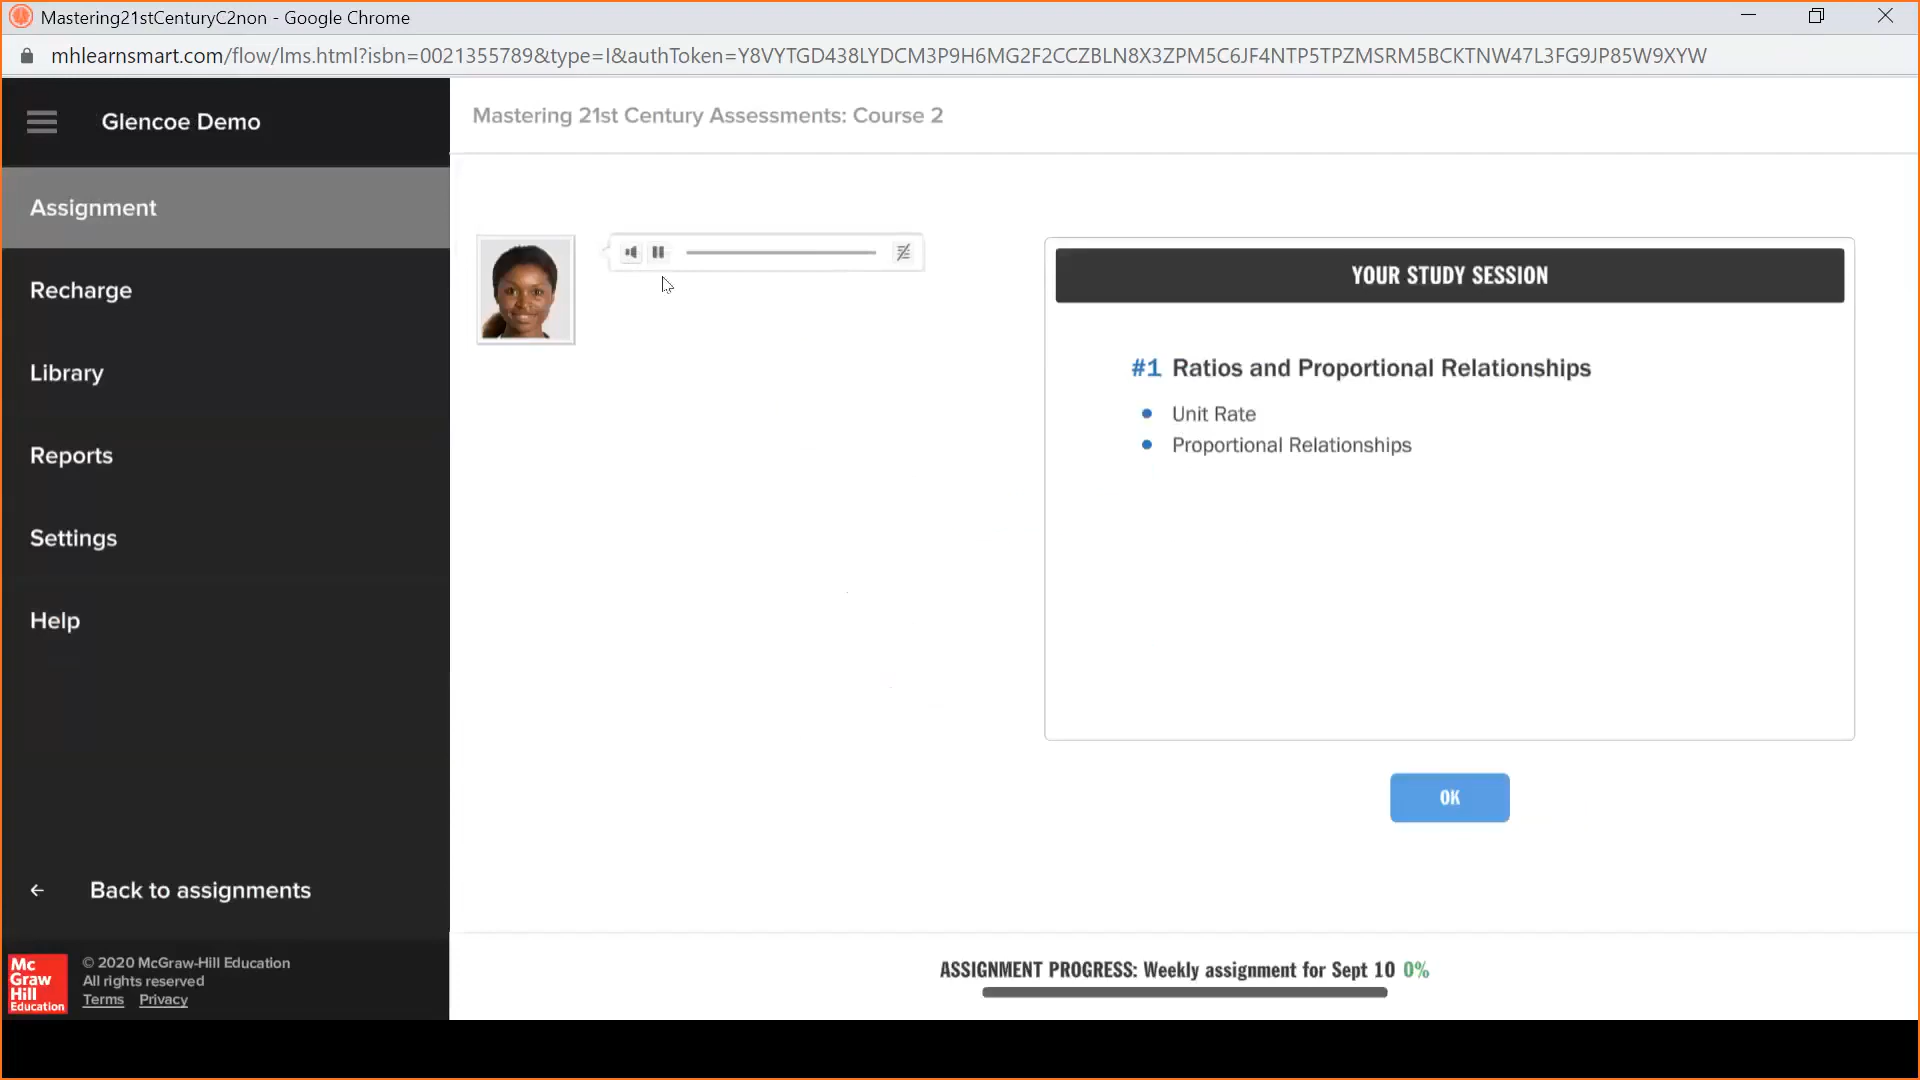 Mastering21stCenturyC2non - Google Chrome
mhlearnsmart.com/flow/lms.html?isbn=0021355789&type=I&authToken=Y8VYTGD438LYDCM3P9H6MG2F2CCZBLN8X3ZPM5C6JF4NTP5TPZMSRM5BCKTNW47L3FG9JP85W9XYW
Glencoe Demo
Mastering 21st Century Assessments: Course 2
Assignment
Recharge
Library
Reports
Settings
Help
Back to assignments
YOUR STUDY SESSION
#1 Ratios and Proportional Relationships
• Unit Rate
• Proportional Relationships
OK
Mc
Graw
Hill
Education
© 2020 McGraw-Hill Education
All rights reserved
Terms Privacy
ASSIGNMENT PROGRESS: Weekly assignment for Sept 10 0%